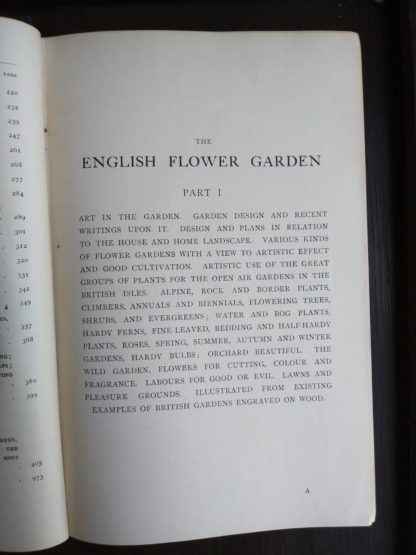 PAGE
220
232
239
247
261
268
277
284
289
301
312
320
331
349
357
368
380
399
THE
MOST
405
973
THE
ENGLISH FLOWER GARDEN
PART I
ART IN THE GARDEN. GARDEN DESIGN AND RECENT
WRITINGS UPON IT. DESIGN AND PLANS IN RELATION
TO THE HOUSE AND HOME LANDSCAPE. VARIOUS KINDS
OF FLOWER GARDENS WITH A VIEW TO ARTISTIC EFFECT
AND GOOD CULTIVATION. ARTISTIC USE OF THE GREAT
GROUPS OF PLANTS FOR THE OPEN AIR GARDENS IN THE
BRITISH ISLES. ALPINE, ROCK AND BORDER PLANTS,
CLIMBERS, ANNUALS AND BIENNIALS, FLOWERING TREES,
SHRUBS, AND EVERGREENS; WATER AND BOG PLANTS,
HARDY FERNS, FINE-LEAVED, BEDDING AND HALF-HARDY
PLANTS, ROSES, SPRING, SUMMER, AUTUMN AND WINTER
GARDENS, HARDY BULBS; ORCHARD BEAUTIFUL. THE
WILD GARDEN, FLOWERS FOR CUTTING, COLOUR AND
FRAGRANCE. LABOURS FOR GOOD OR EVIL. LAWNS AND
PLEASURE GROUNDS. ILLUSTRATED FROM EXISTING
EXAMPLES OF BRITISH GARDENS ENGRAVED ON WOOD.
A